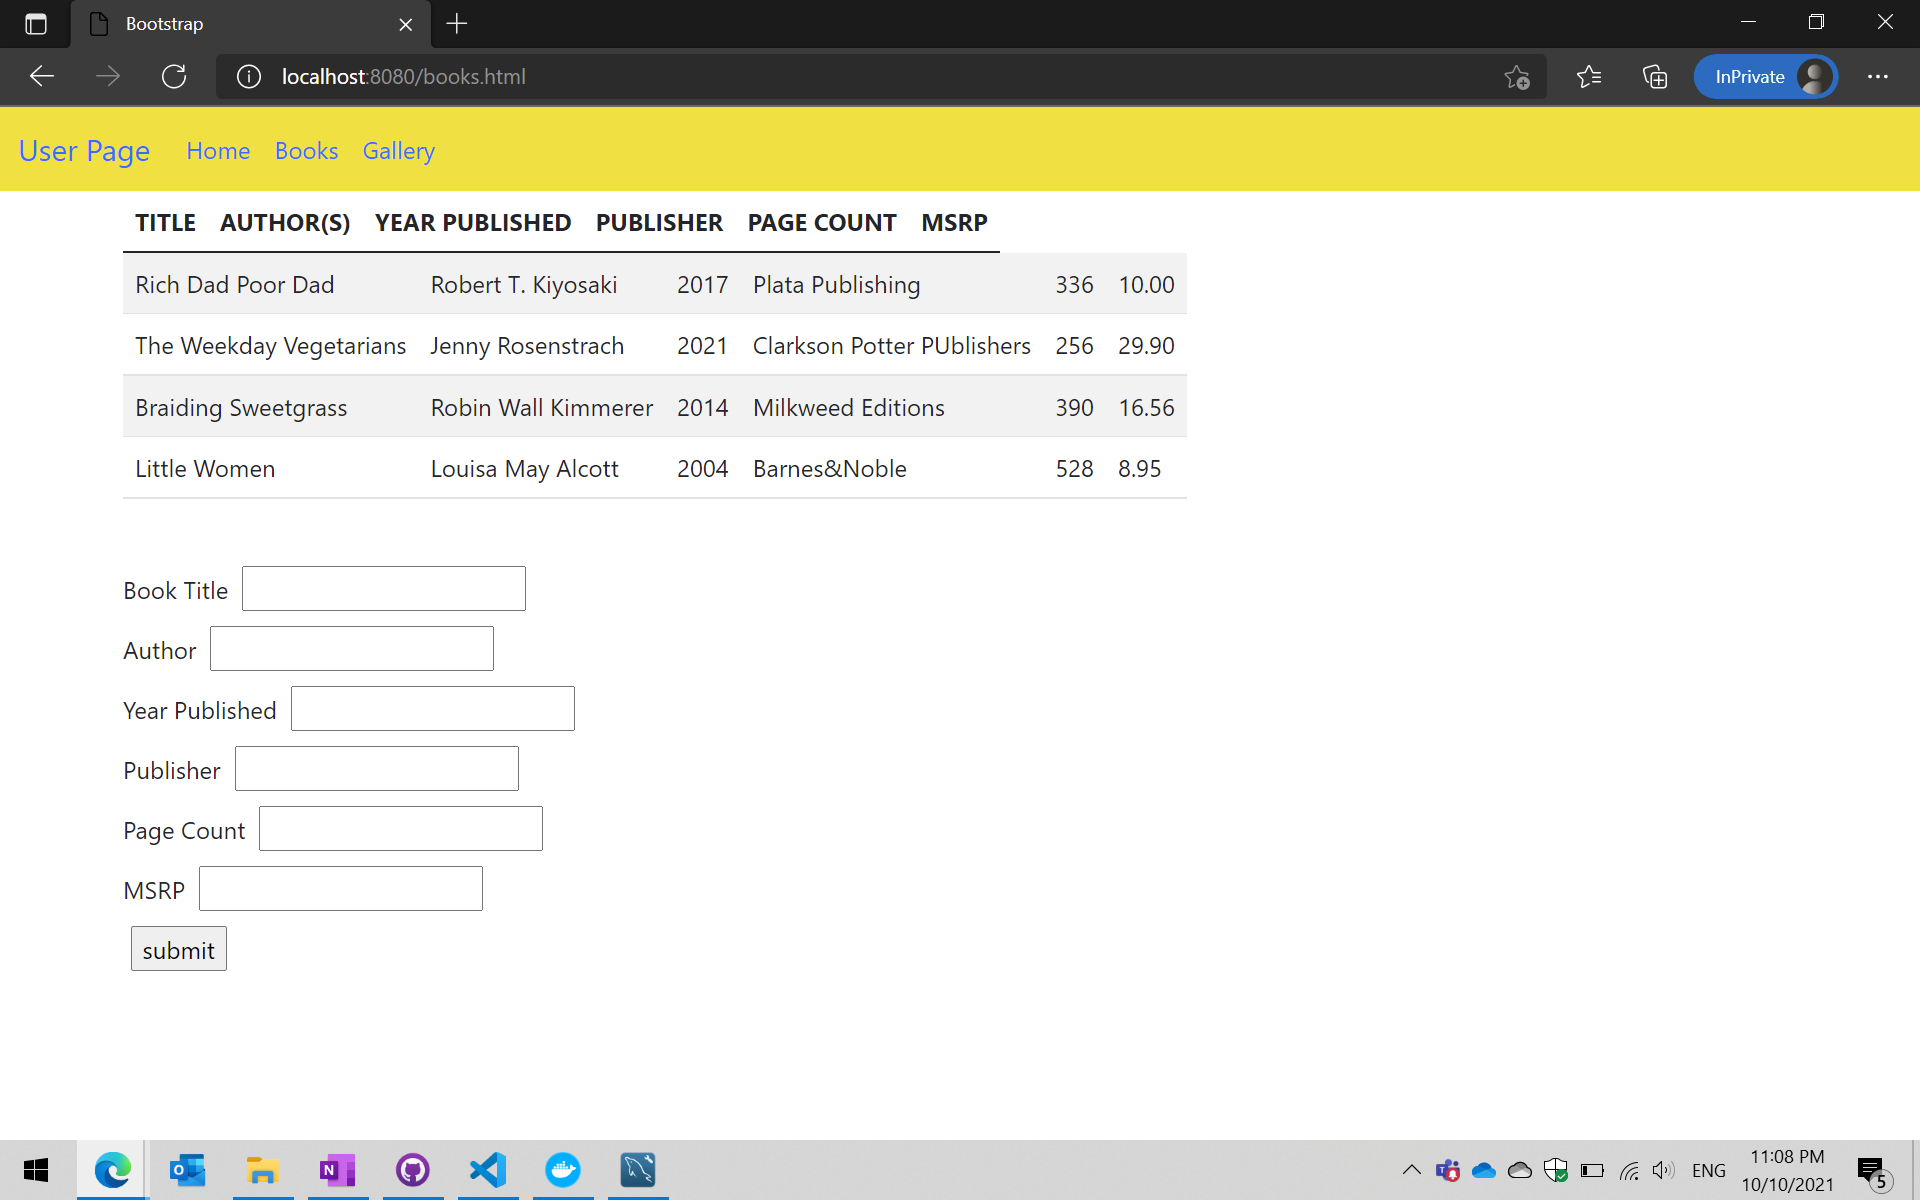 Bootstrap
localhost:8080/books.html
InPrivate
User Page Home Books Gallery
TITLE AUTHOR(S) YEAR PUBLISHED PUBLISHER PAGE COUNT MSRP
Rich Dad Poor Dad Robert T. Kiyosaki 2017 Plata Publishing 336 10.00
The Weekday Vegetarians Jenny Rosenstrach 2021 Clarkson Potter PUblishers 256 29.90
Braiding Sweetgrass Robin Wall Kimmerer 2014 Milkweed Editions 390 16.56
Little Women Louisa May Alcott 2004 Barnes&Noble 528 8.95
Book Title
Author
Year Published
Publisher
Page Count
MSRP
submit
ENG
11:08 PM
10/10/2021
5